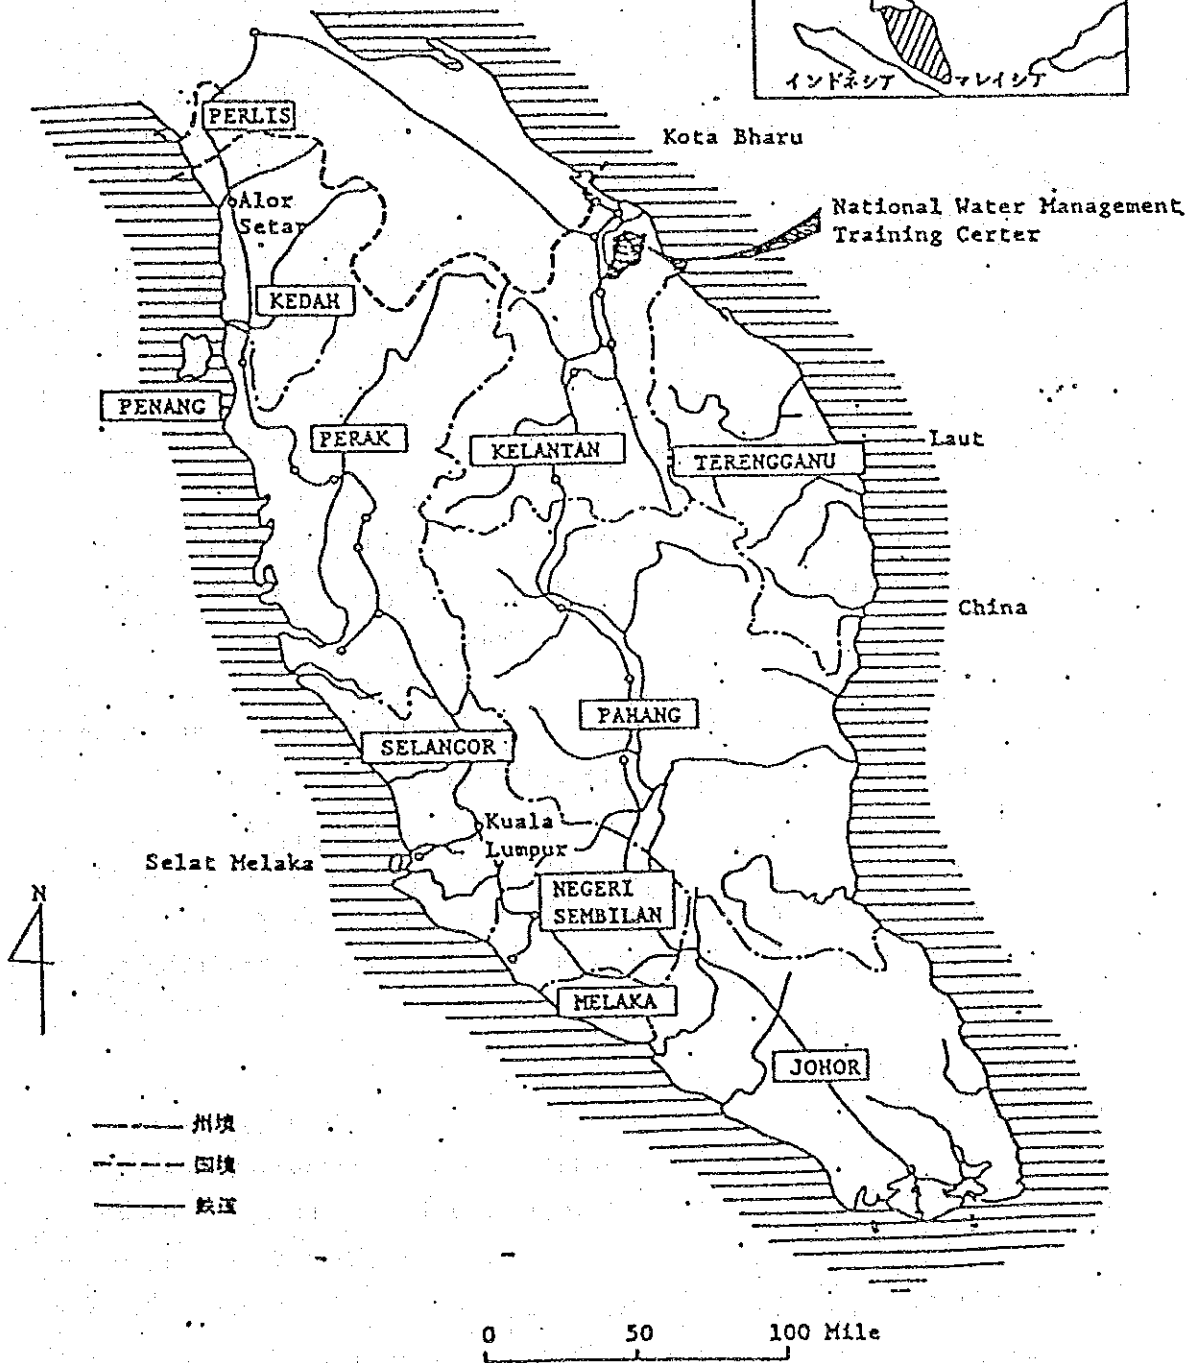 インドネシア
マレイシア
PERLIS
Kota Bharu
Alor
Setar
National Water Management
Training Certer
KEDAH
PENANG
PERAK
KELANTAN
TERENGGANU
Laut
China
PAHANG
SELANGOR
Kuala
Lumpur
Selat Melaka
NEGERI
SEMBILAN
N
MELAKA
JOHOR
州境
国境
鉄道
0 50 100 Mile